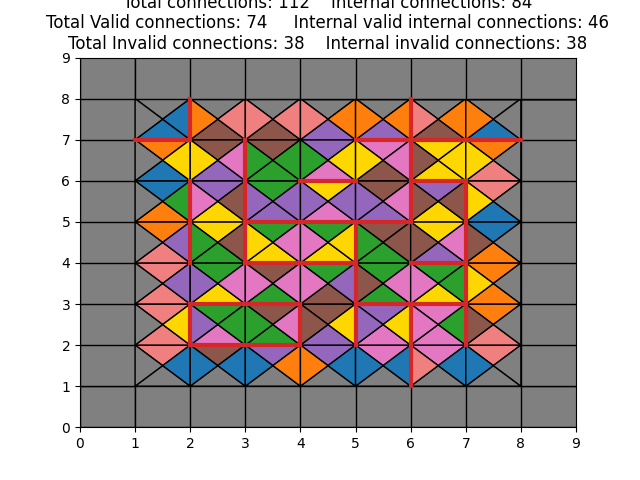 Total connections: 112 Internal connections: 84
Total Valid connections: 74 Internal valid internal connections: 46
Total Invalid connections: 38 Internal invalid connections: 38
9
8
7
6
5
4
3
2
1
0
0 1 2 3 4 5 6 7 8 9